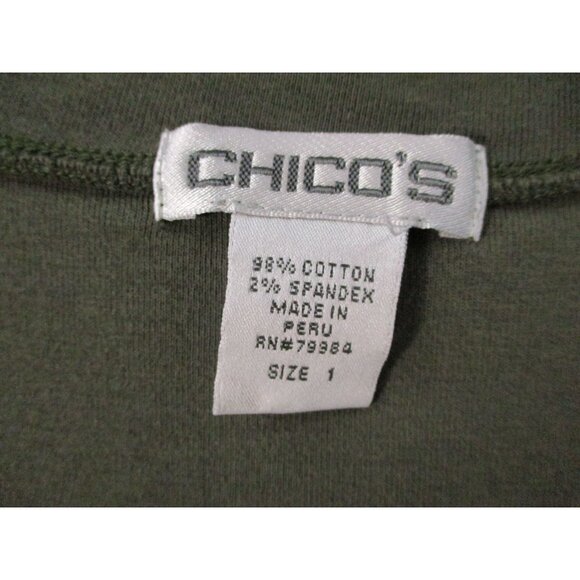 CHICO'S
98% COTTON
2% SPANDEX
MADE IN
PERU
RN#79984
SIZE 1